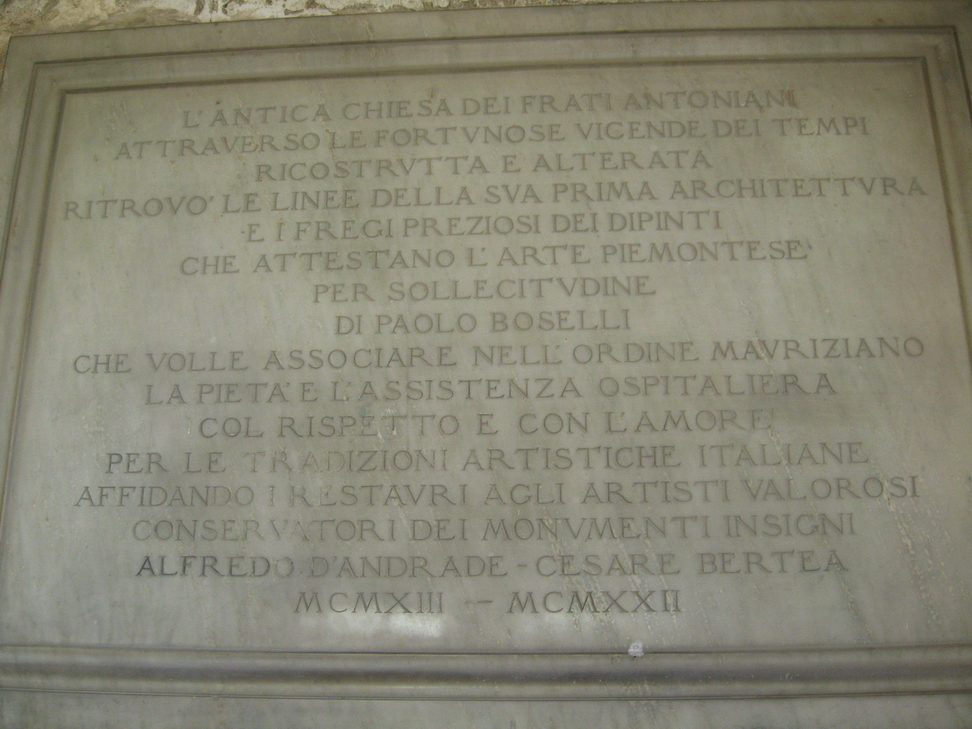 L'ANTICA CHIESA DEI FRATI ANTONIANI
ATTRAVERSO LE FORTVNOSE VICENDE DEI TEMPI
RICOSTRVTTA E ALTERATA
RITROVO' LE LINEE DELLA SVA PRIMA ARCHITETTVRA
E I FREGI PREZIOSI DEI DIPINTI
CHE ATTESTANO L'ARTE PIEMONTESE
PER SOLLECITVDINE
DI PAOLO BOSELLI
CHE VOLLE ASSOCIARE NELL'ORDINE MAVRIZIANO
LA PIETA' E L'ASSISTENZA OSPITALIERA
COL RISPETTO E CON L'AMORE
PER LE TRADIZIONI ARTISTICHE ITALIANE
AFFIDANDO I RESTAVRI AGLI ARTISTI VALOROSI
CONSERVATORI DEI MONVMENTI INSIGNI
ALFREDO D'ANDRADE - CESARE BERTEA
MCMXIII - MCMXXII